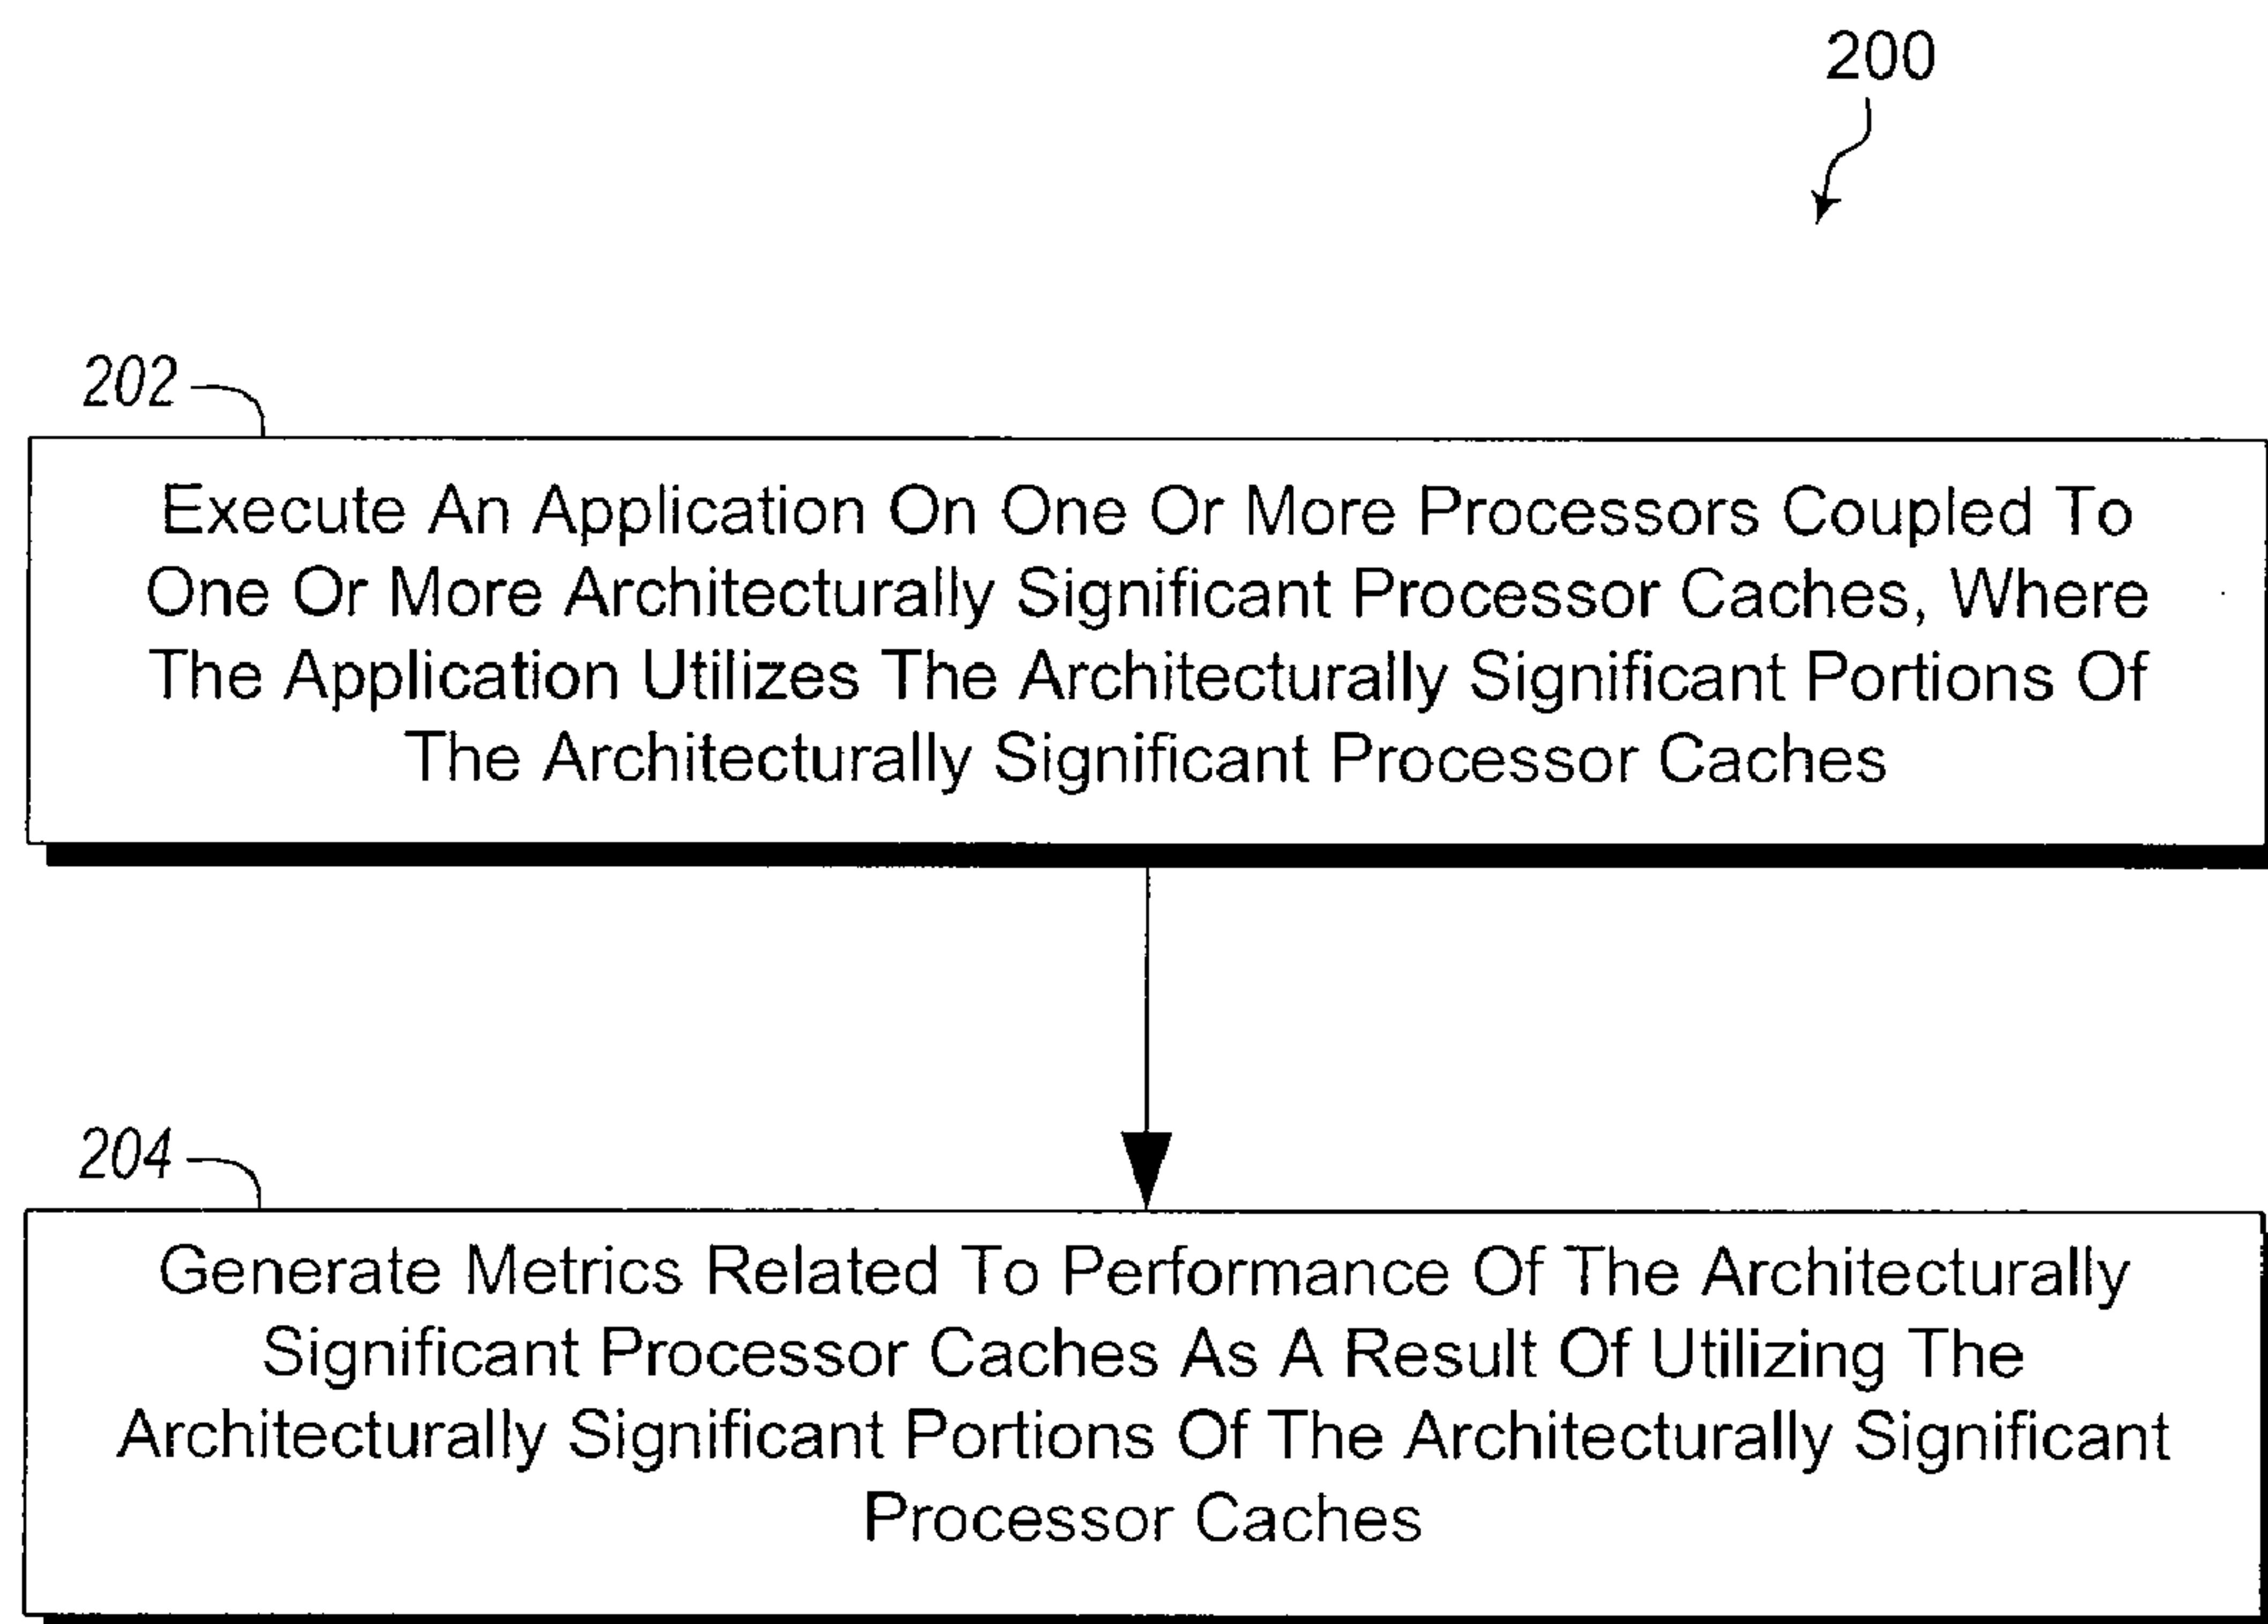 200
202
Execute An Application On One Or More Processors Coupled To
One Or More Architecturally Significant Processor Caches, Where
The Application Utilizes The Architecturally Significant Portions Of
The Architecturally Significant Processor Caches
204
Generate Metrics Related To Performance Of The Architecturally
Significant Processor Caches As A Result Of Utilizing The
Architecturally Significant Portions Of The Architecturally Significant
Processor Caches